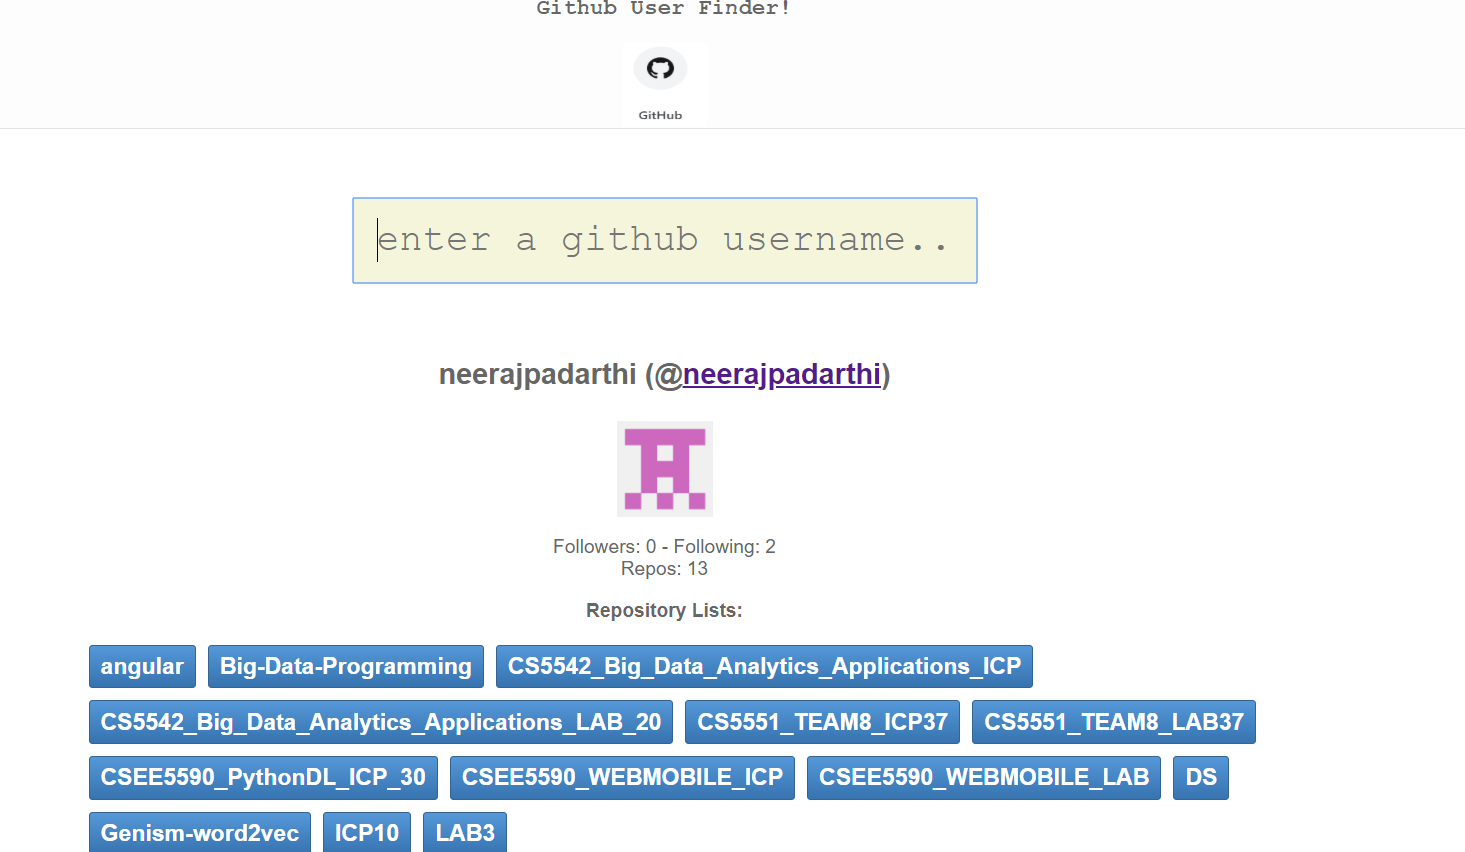 Github User Finder!
GitHub
enter a github username..
neerajpadarthi (@neerajpadarthi)
Followers: 0 - Following: 2
Repos: 13
Repository Lists:
angular Big-Data-Programming CS5542_Big_Data_Analytics_Applications_ICP
CS5542_Big_Data_Analytics_Applications_LAB_20 CS5551_TEAM8_ICP37 CS5551_TEAM8_LAB37
CSEE5590_PythonDL_ICP_30 CSEE5590_WEBMOBILE_ICP CSEE5590_WEBMOBILE_LAB DS
Genism-word2vec ICP10 LAB3